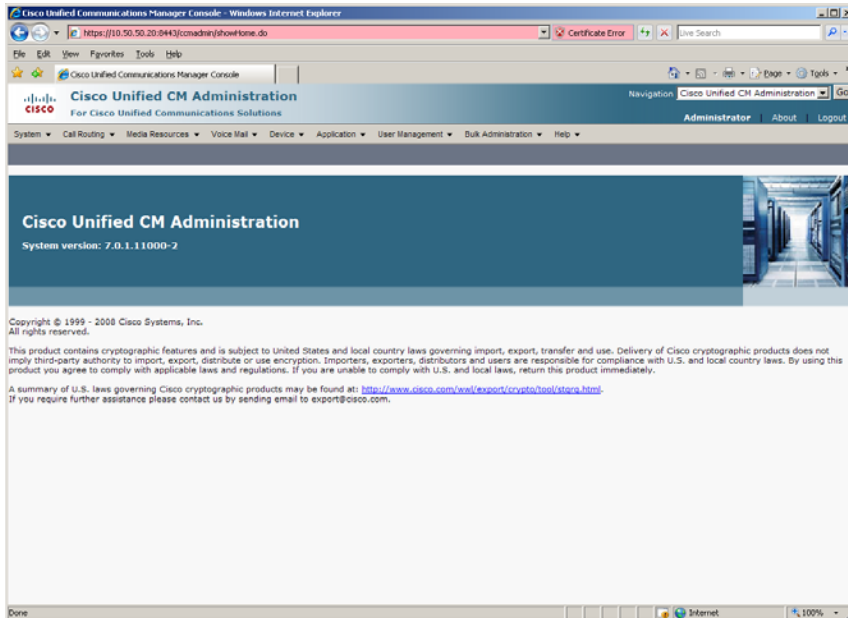 Cisco Unified Communications Manager Console - Windows Internet Explorer
https://10.50.50.20:8443/ccmadmin/showHome.do
Certificate Error
Live Search
File Edit View Favorites Tools Help
Cisco Unified Communications Manager Console
Page
Tools
CISCO
Cisco Unified CM Administration
For Cisco Unified Communications Solutions
Navigation Cisco Unified CM Administration Go
Administrator | About | Logout
System Call Routing Media Resources Voice Mail Device Application User Management Bulk Administration Help
Cisco Unified CM Administration
System version: 7.0.1.11000-2
Copyright © 1999 - 2008 Cisco Systems, Inc.
All rights reserved.
This product contains cryptographic features and is subject to United States and local country laws governing import, export, transfer and use. Delivery of Cisco cryptographic products does not
imply third-party authority to import, export, distribute or use encryption. Importers, exporters, distributors and users are responsible for compliance with U.S. and local country laws. By using this
product you agree to comply with applicable laws and regulations. If you are unable to comply with U.S. and local laws, return this product immediately.
A summary of U.S. laws governing Cisco cryptographic products may be found at: http://www.cisco.com/wwl/export/crypto/tool/stqrg.html.
If you require further assistance please contact us by sending email to export@cisco.com.
Done
Internet
100%